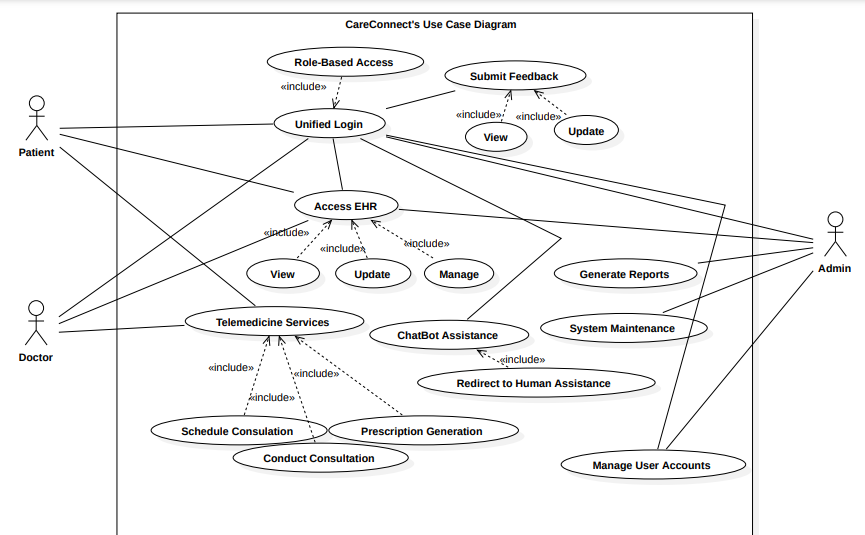 CareConnect's Use Case Diagram
Role-Based Access
Submit Feedback
«include»
«include»
«include»
Unified Login
View
Update
Patient
Access EHR
«include»
«include»
«include»
View
Update
Manage
Generate Reports
Admin
Telemedicine Services
ChatBot Assistance
System Maintenance
Doctor
«include»
«include»
«include»
«include»
Redirect to Human Assistance
Schedule Consulation
Prescription Generation
Conduct Consultation
Manage User Accounts